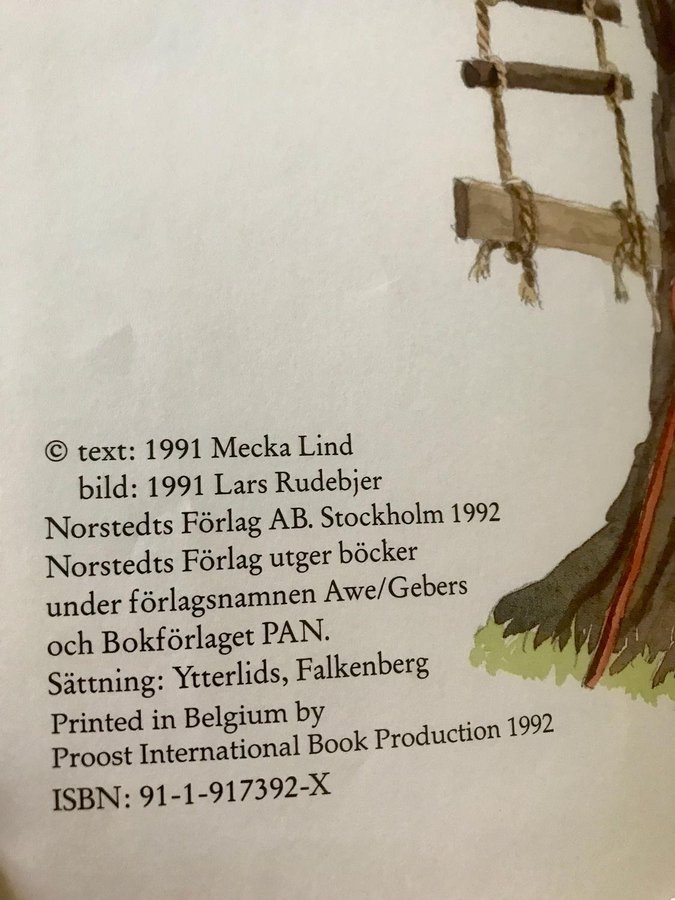 © text: 1991 Mecka Lind
bild: 1991 Lars Rudebjer
Norstedts Förlag AB. Stockholm 1992
Norstedts Förlag utger böcker
under förlagsnamnen Awe/Gebers
och Bokförlaget PAN.
Sättning: Ytterlids, Falkenberg
Printed in Belgium by
Proost International Book Production 1992
ISBN: 91-1-917392-X